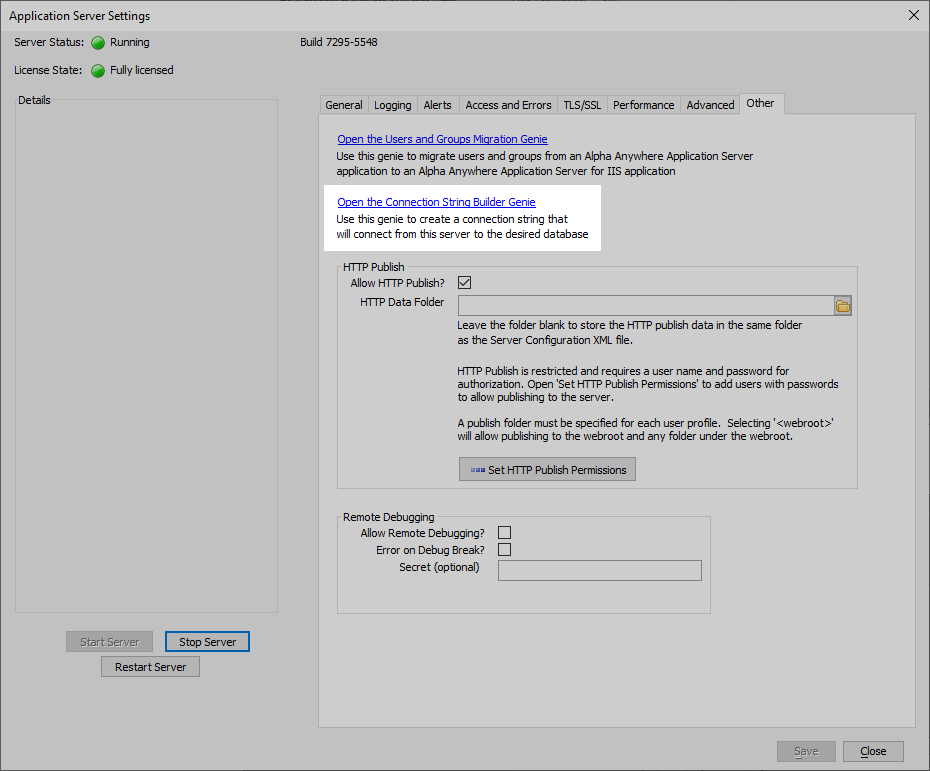 Application Server Settings
Server Status: Running
Build 7295-5548
License State: Fully licensed
Details
General Logging Alerts Access and Errors TLS/SSL Performance Advanced Other
Open the Users and Groups Migration Genie
Use this genie to migrate users and groups from an Alpha Anywhere Application Server
application to an Alpha Anywhere Application Server for IIS application
Open the Connection String Builder Genie
Use this genie to create a connection string that
will connect from this server to the desired database
HTTP Publish
Allow HTTP Publish?
HTTP Data Folder
Leave the folder blank to store the HTTP publish data in the same folder
as the Server Configuration XML file.
HTTP Publish is restricted and requires a user name and password for
authorization. Open 'Set HTTP Publish Permissions' to add users with passwords
to allow publishing to the server.
A publish folder must be specified for each user profile. Selecting '<webroot>'
will allow publishing to the webroot and any folder under the webroot.
Set HTTP Publish Permissions
Remote Debugging
Allow Remote Debugging?
Error on Debug Break?
Secret (optional)
Start Server Stop Server
Restart Server
Save Close